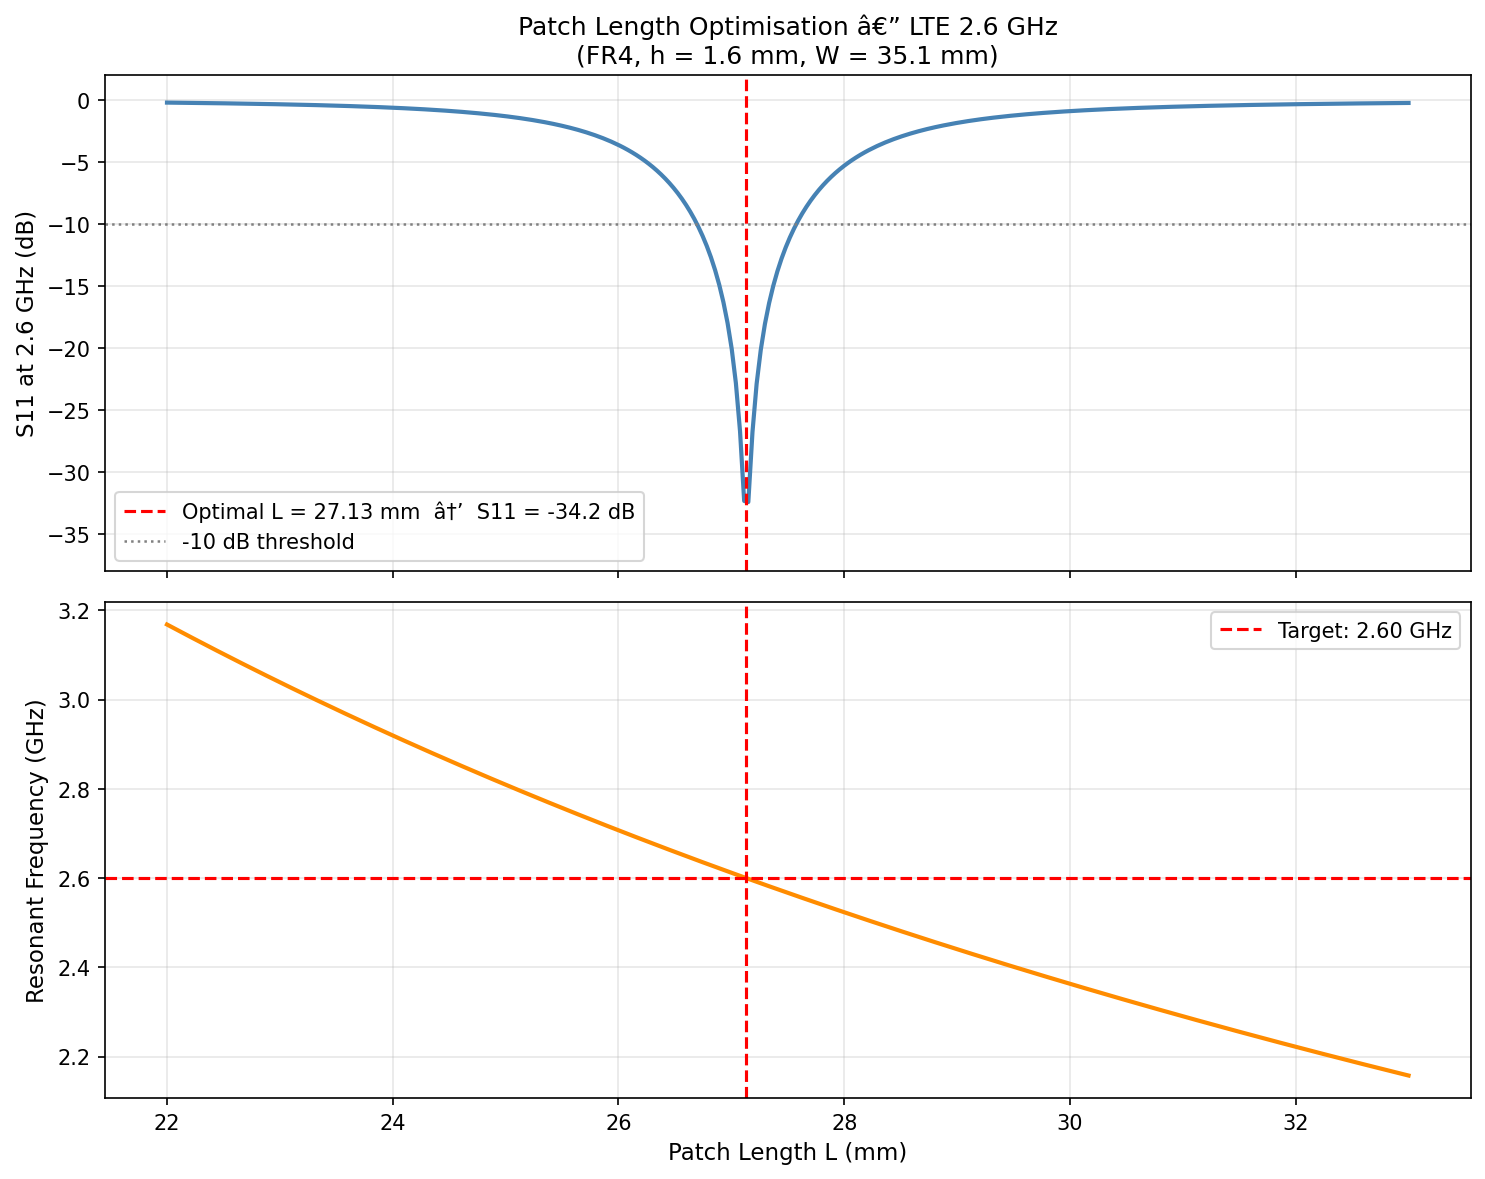 Patch Length Optimisation â€” LTE 2.6 GHz
(FR4, h = 1.6 mm, W = 35.1 mm)
0
−5
−10
−15
−20
−25
−30
−35
S11 at 2.6 GHz (dB)
Optimal L = 27.13 mm  â†’  S11 = -34.2 dB
-10 dB threshold
3.2
3.0
2.8
2.6
2.4
2.2
Resonant Frequency (GHz)
Target: 2.60 GHz
22 24 26 28 30 32
Patch Length L (mm)